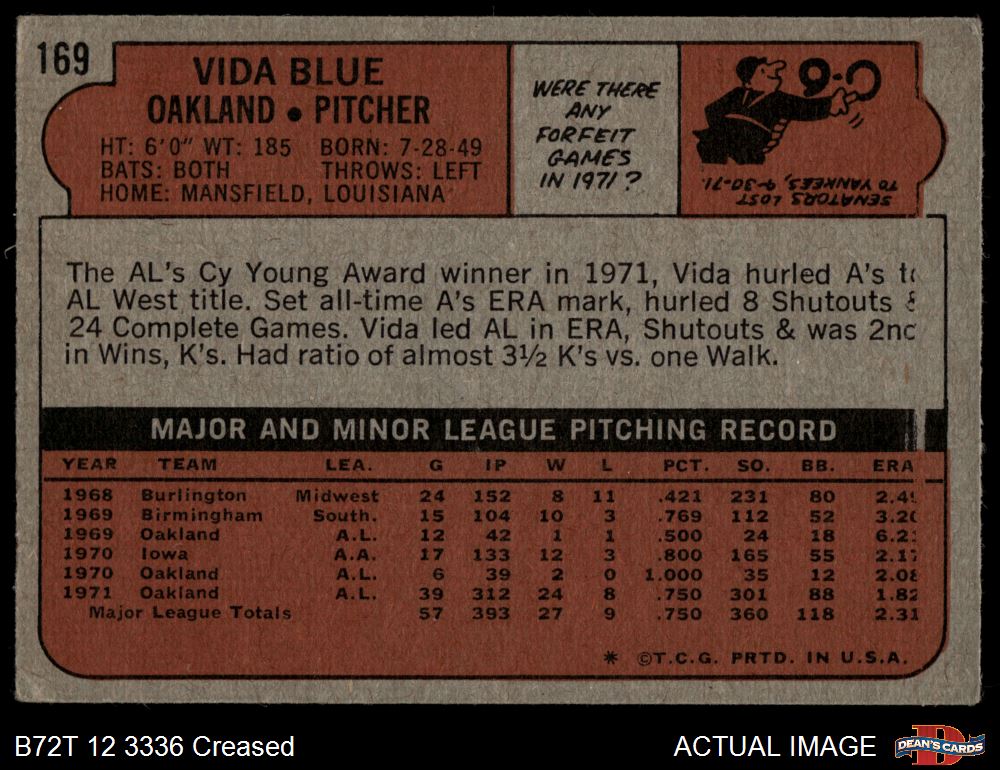 169
VIDA BLUE
OAKLAND • PITCHER
HT: 6'0" WT: 185 BORN: 7-28-49
BATS: BOTH THROWS: LEFT
HOME: MANSFIELD, LOUISIANA
WERE THERE
ANY
FORFEIT
GAMES
IN 1971?
9-0
SENATORS LOST
TO YANKEES, 9-30-71.
The AL's Cy Young Award winner in 1971, Vida hurled A's to
AL West title. Set all-time A's ERA mark, hurled 8 Shutouts &
24 Complete Games. Vida led AL in ERA, Shutouts & was 2nd
in Wins, K's. Had ratio of almost 3½ K's vs. one Walk.
MAJOR AND MINOR LEAGUE PITCHING RECORD
YEAR TEAM LEA. G IP W L PCT. SO. BB. ERA
1968 Burlington Midwest 24 152 8 11 .421 231 80 2.4
1969 Birmingham South. 15 104 10 3 .769 112 52 3.20
1969 Oakland A.L. 12 42 1 1 .500 24 18 6.2
1970 Iowa A.A. 17 133 12 3 .800 165 55 2.17
1970 Oakland A.L. 6 39 2 0 1.000 35 12 2.08
1971 Oakland A.L. 39 312 24 8 .750 301 88 1.82
Major League Totals 57 393 27 9 .750 360 118 2.31
* ©T.C.G. PRTD. IN U.S.A.
B72T 12 3336 Creased
ACTUAL IMAGE
DEAN'S CARDS